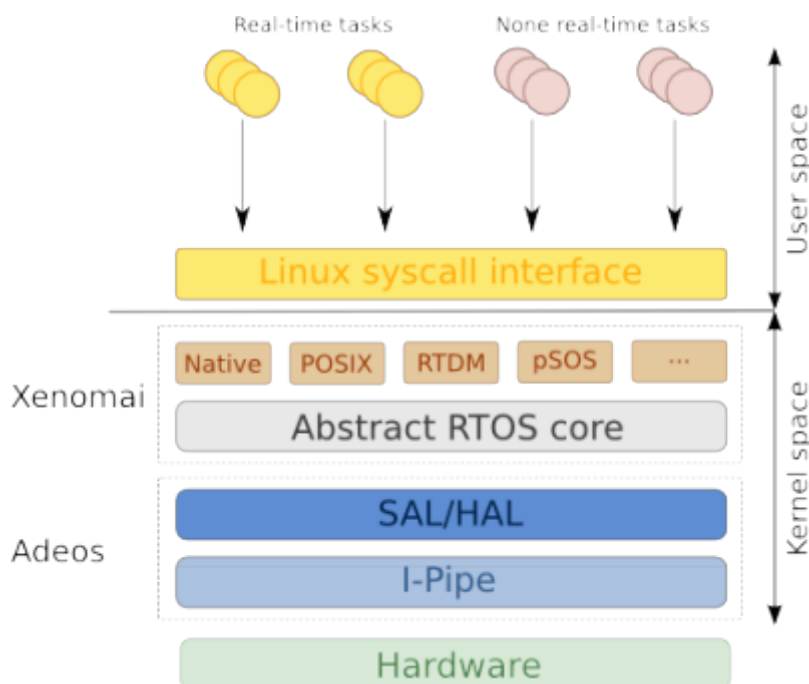 Real-time tasks
None real-time tasks
User space
Linux syscall interface
Xenomai
Native
POSIX
RTDM
pSOS
...
Abstract RTOS core
Kernel space
Adeos
SAL/HAL
I-Pipe
Hardware